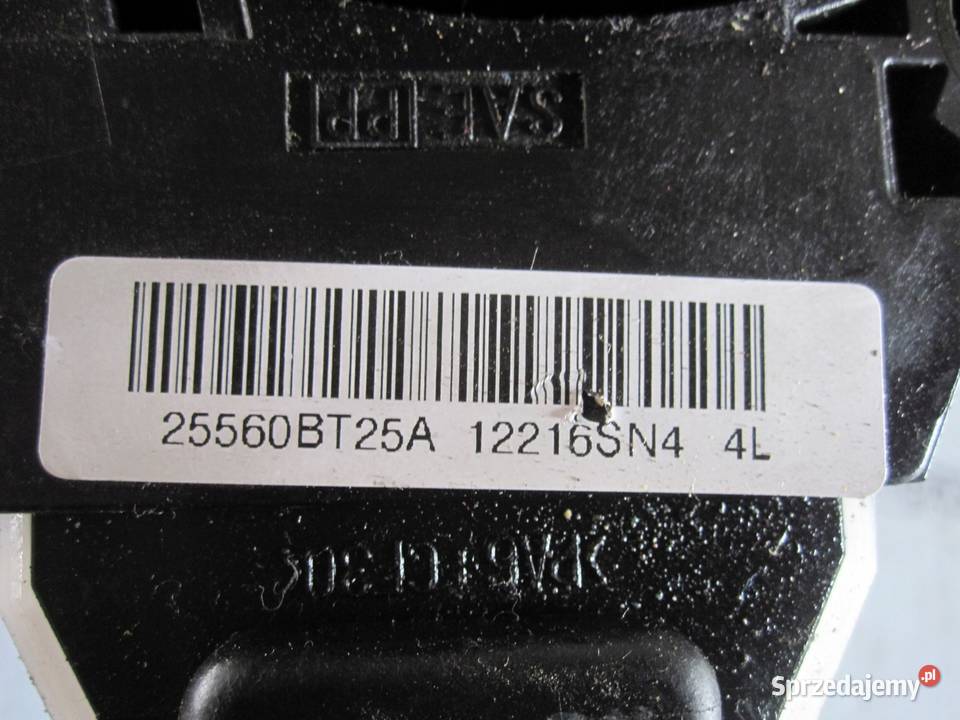 SAE PP
25560BT25A 12216SN4 4L
Sprzedajemy.pl